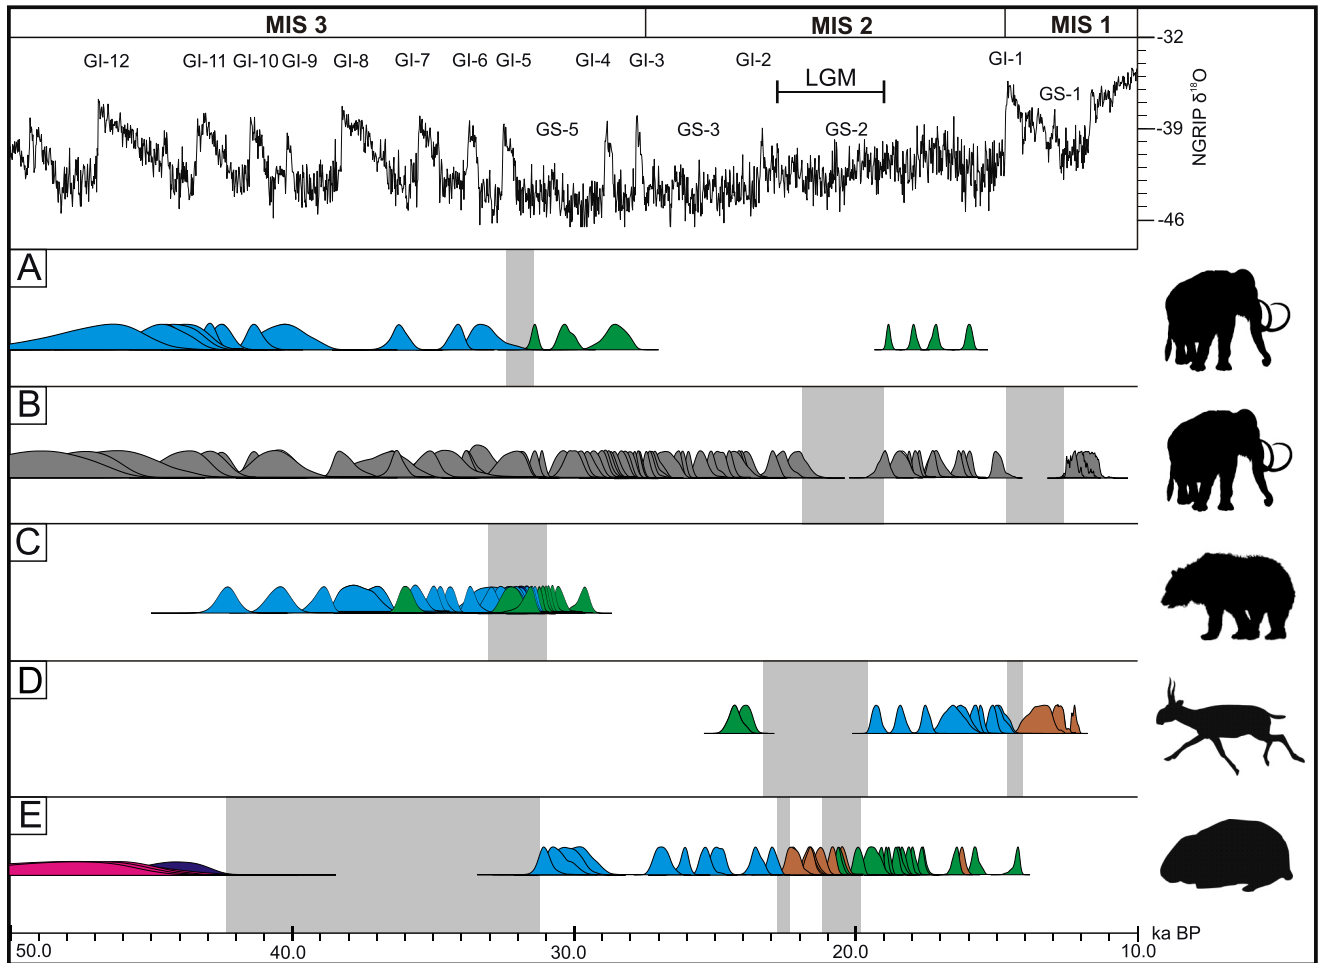 MIS 3 MIS 2 MIS 1
-32
GI-12 GI-11 GI-10 GI-9 GI-8 GI-7 GI-6 GI-5 GI-4 GI-3 GI-2 GI-1
LGM
GS-1
GS-5 GS-3 GS-2
-39
-46
NGRIP δ¹⁸O
A
B
C
D
E
50.0 40.0 30.0 20.0 10.0
ka BP